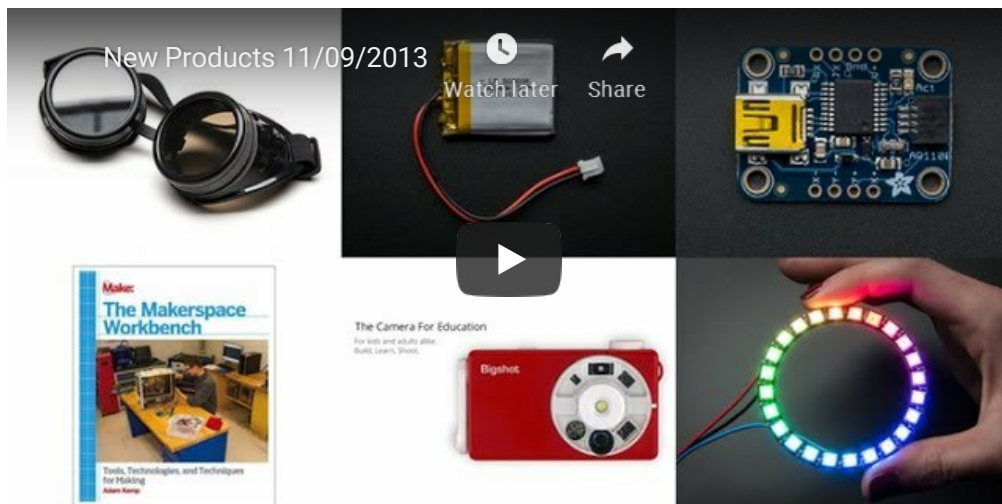 New Products 11/09/2013
Watch later
Share
Make:
The Makerspace
Workbench
Tools, Technologies, and Techniques
for Making
Adam Kemp
The Camera For Education
For kids and adults alike.
Build, Learn, Shoot.
Bigshot